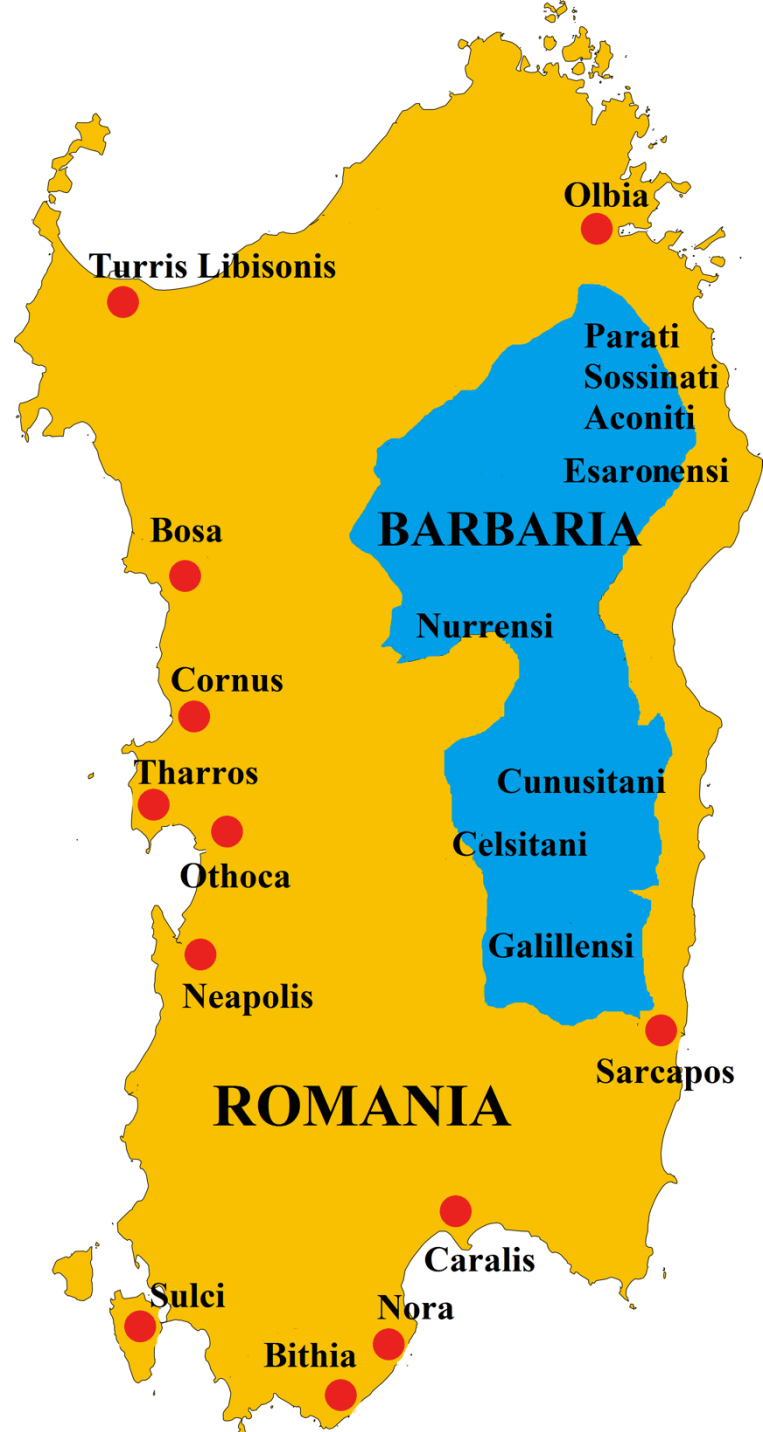 Olbia
Turris Libisonis
Parati
Sossinati
Aconiti
Esaronensi
BARBARIA
Bosa
Nurrensi
Cornus
Tharros
Cunusitani
Celsitani
Othoca
Galillensi
Neapolis
Sarcapos
ROMANIA
Caralis
Sulci
Nora
Bithia